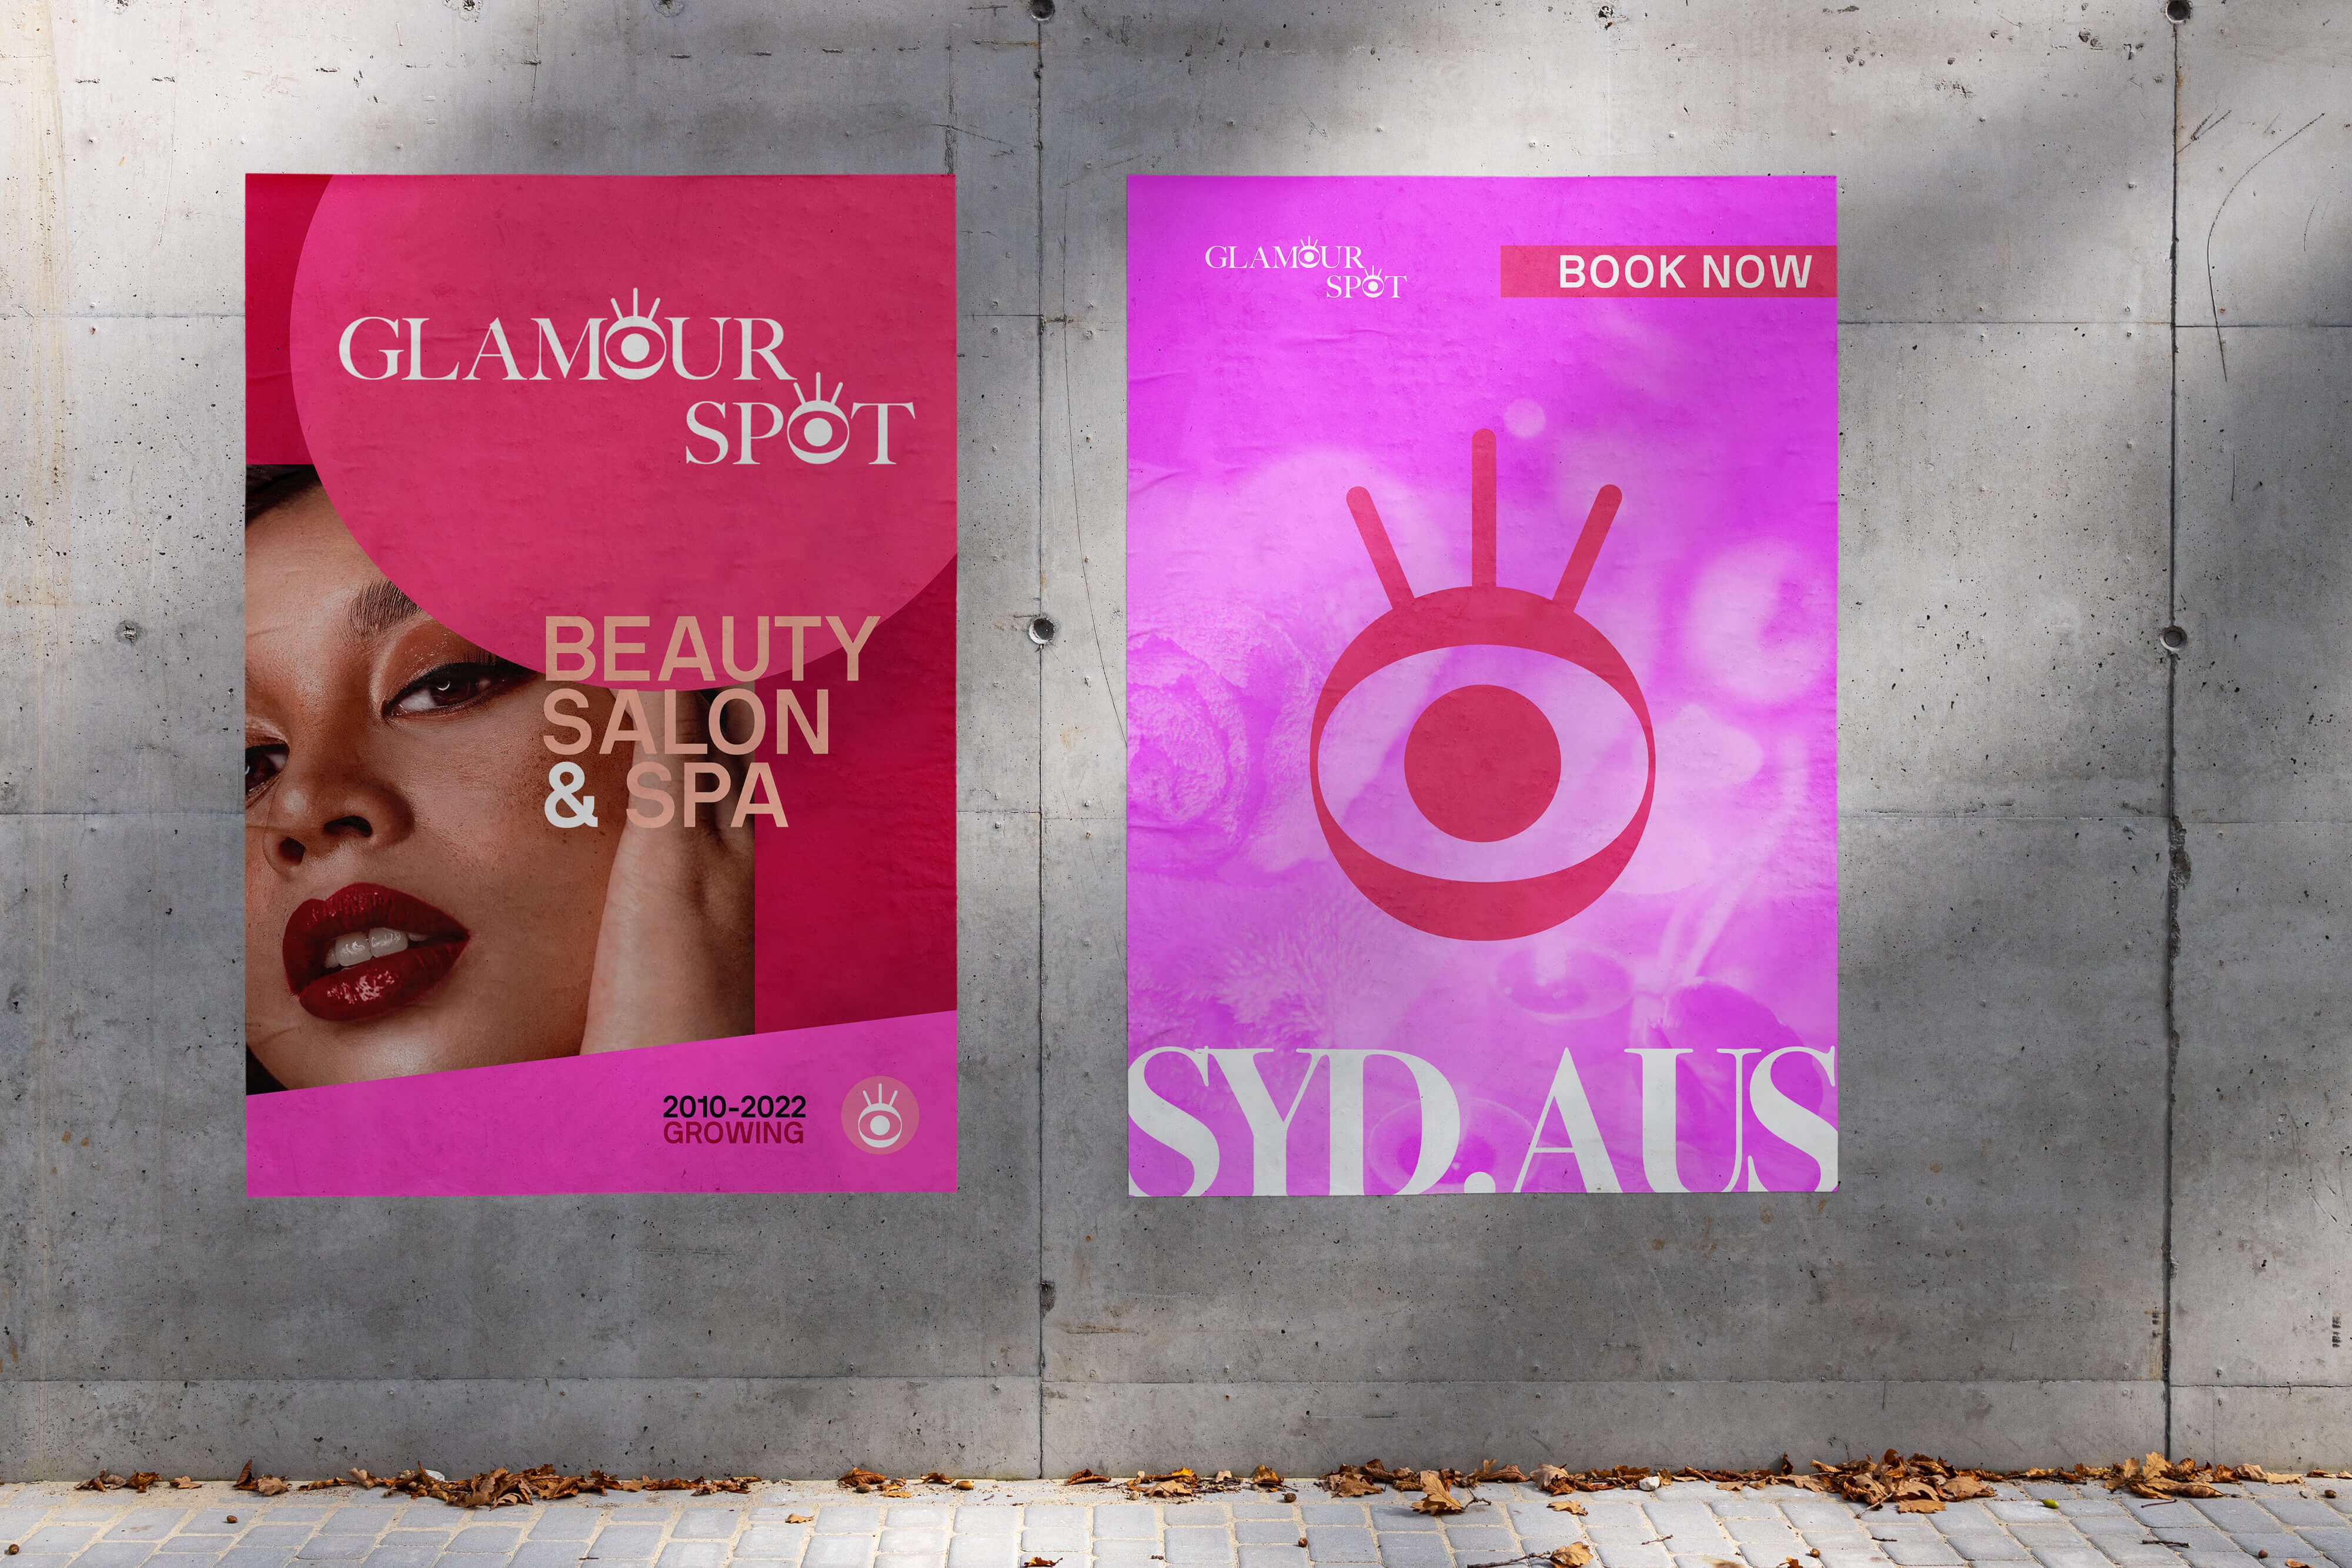 GLAMOUR
SPOT
BEAUTY
SALON
& SPA
2010-2022
GROWING
GLAMOUR
SPOT
BOOK NOW
SYD.AUS